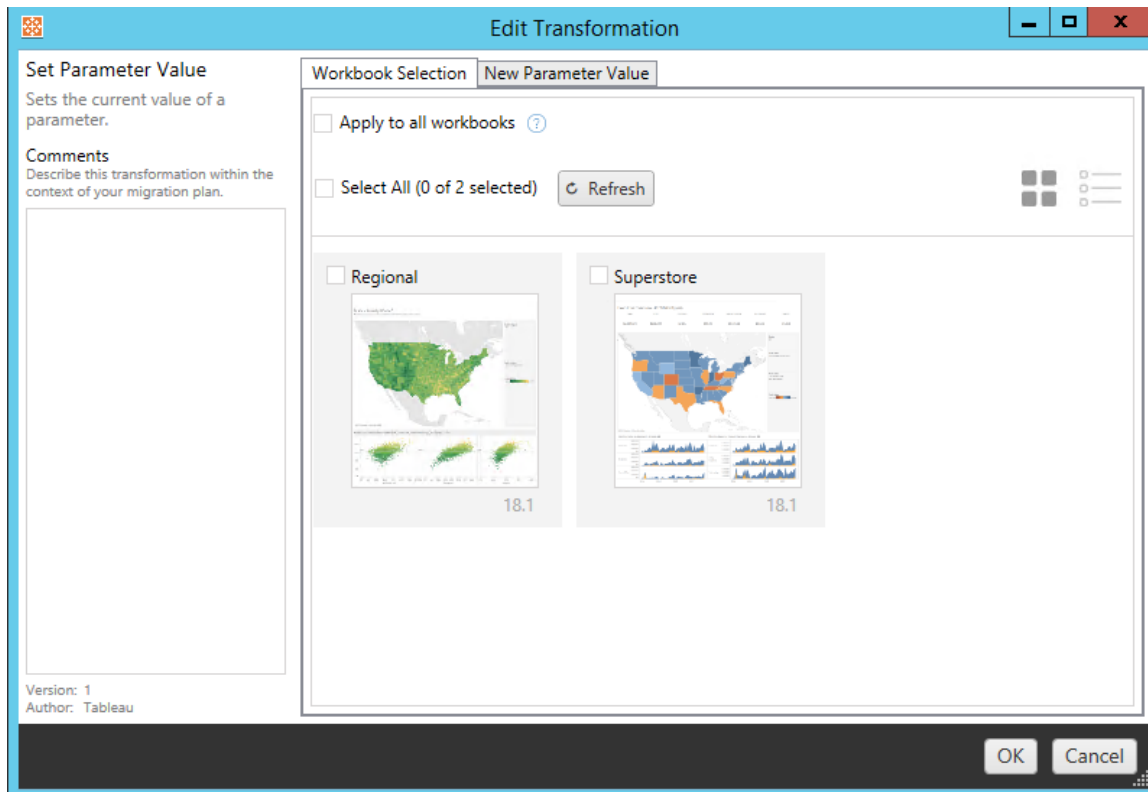 Edit Transformation
Set Parameter Value
Sets the current value of a
parameter.
Comments
Describe this transformation within the
context of your migration plan.
Version: 1
Author: Tableau
Workbook Selection
New Parameter Value
Apply to all workbooks ?
Select All (0 of 2 selected)
Refresh
Regional
18.1
Superstore
18.1
OK
Cancel